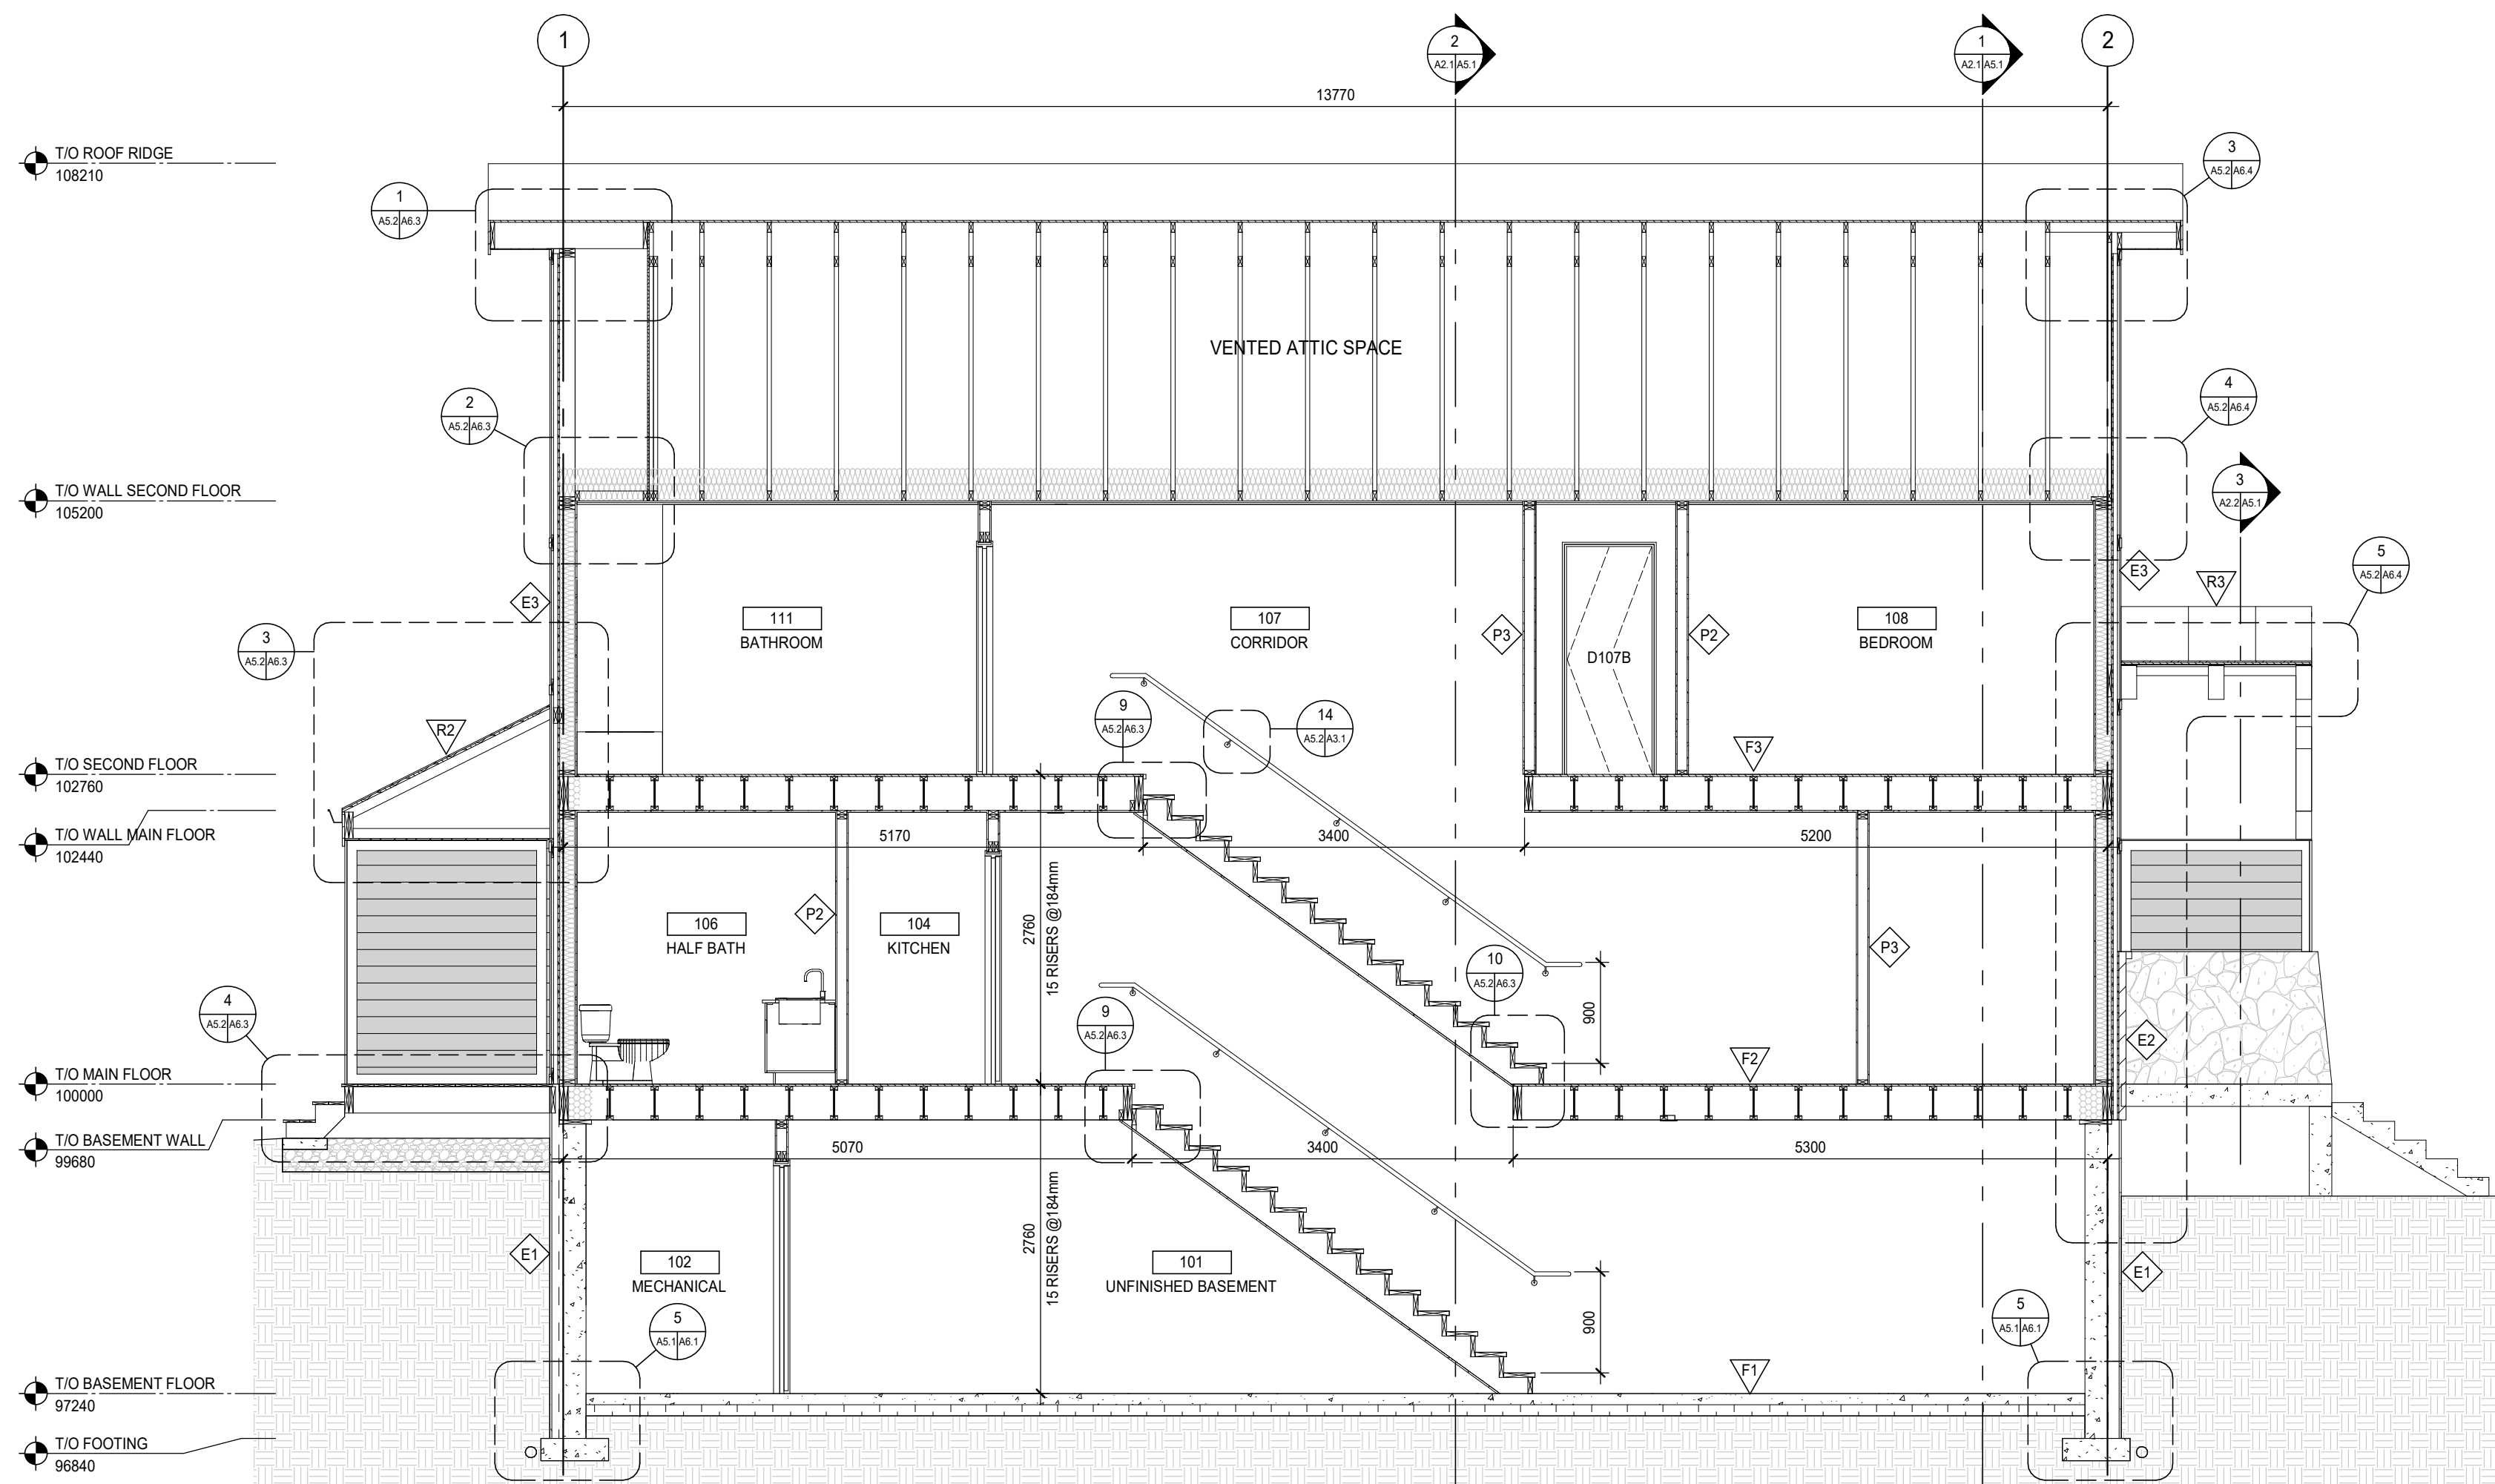 1
2
A2.1 A5.1
1
A2.1 A5.1
2
13770
T/O ROOF RIDGE
108210
1
A5.2 A6.3
3
A5.2 A6.4
VENTED ATTIC SPACE
2
A5.2 A6.3
4
A5.2 A6.4
T/O WALL SECOND FLOOR
105200
3
A2.2 A5.1
5
A5.2 A6.4
E3
E3
R3
111
BATHROOM
107
CORRIDOR
P3
D107B
P2
108
BEDROOM
3
A5.2 A6.3
R2
9
A5.2 A6.3
14
A5.2 A3.1
F3
T/O SECOND FLOOR
102760
T/O WALL MAIN FLOOR
102440
5170
3400
5200
106
HALF BATH
P2
104
KITCHEN
2760
15 RISERS @184mm
P3
10
A5.2 A6.3
900
4
A5.2 A6.3
9
A5.2 A6.3
E2
F2
T/O MAIN FLOOR
100000
T/O BASEMENT WALL
99680
5070
3400
5300
E1
102
MECHANICAL
2760
15 RISERS @184mm
101
UNFINISHED BASEMENT
E1
900
5
A5.1 A6.1
5
A5.1 A6.1
F1
T/O BASEMENT FLOOR
97240
T/O FOOTING
96840